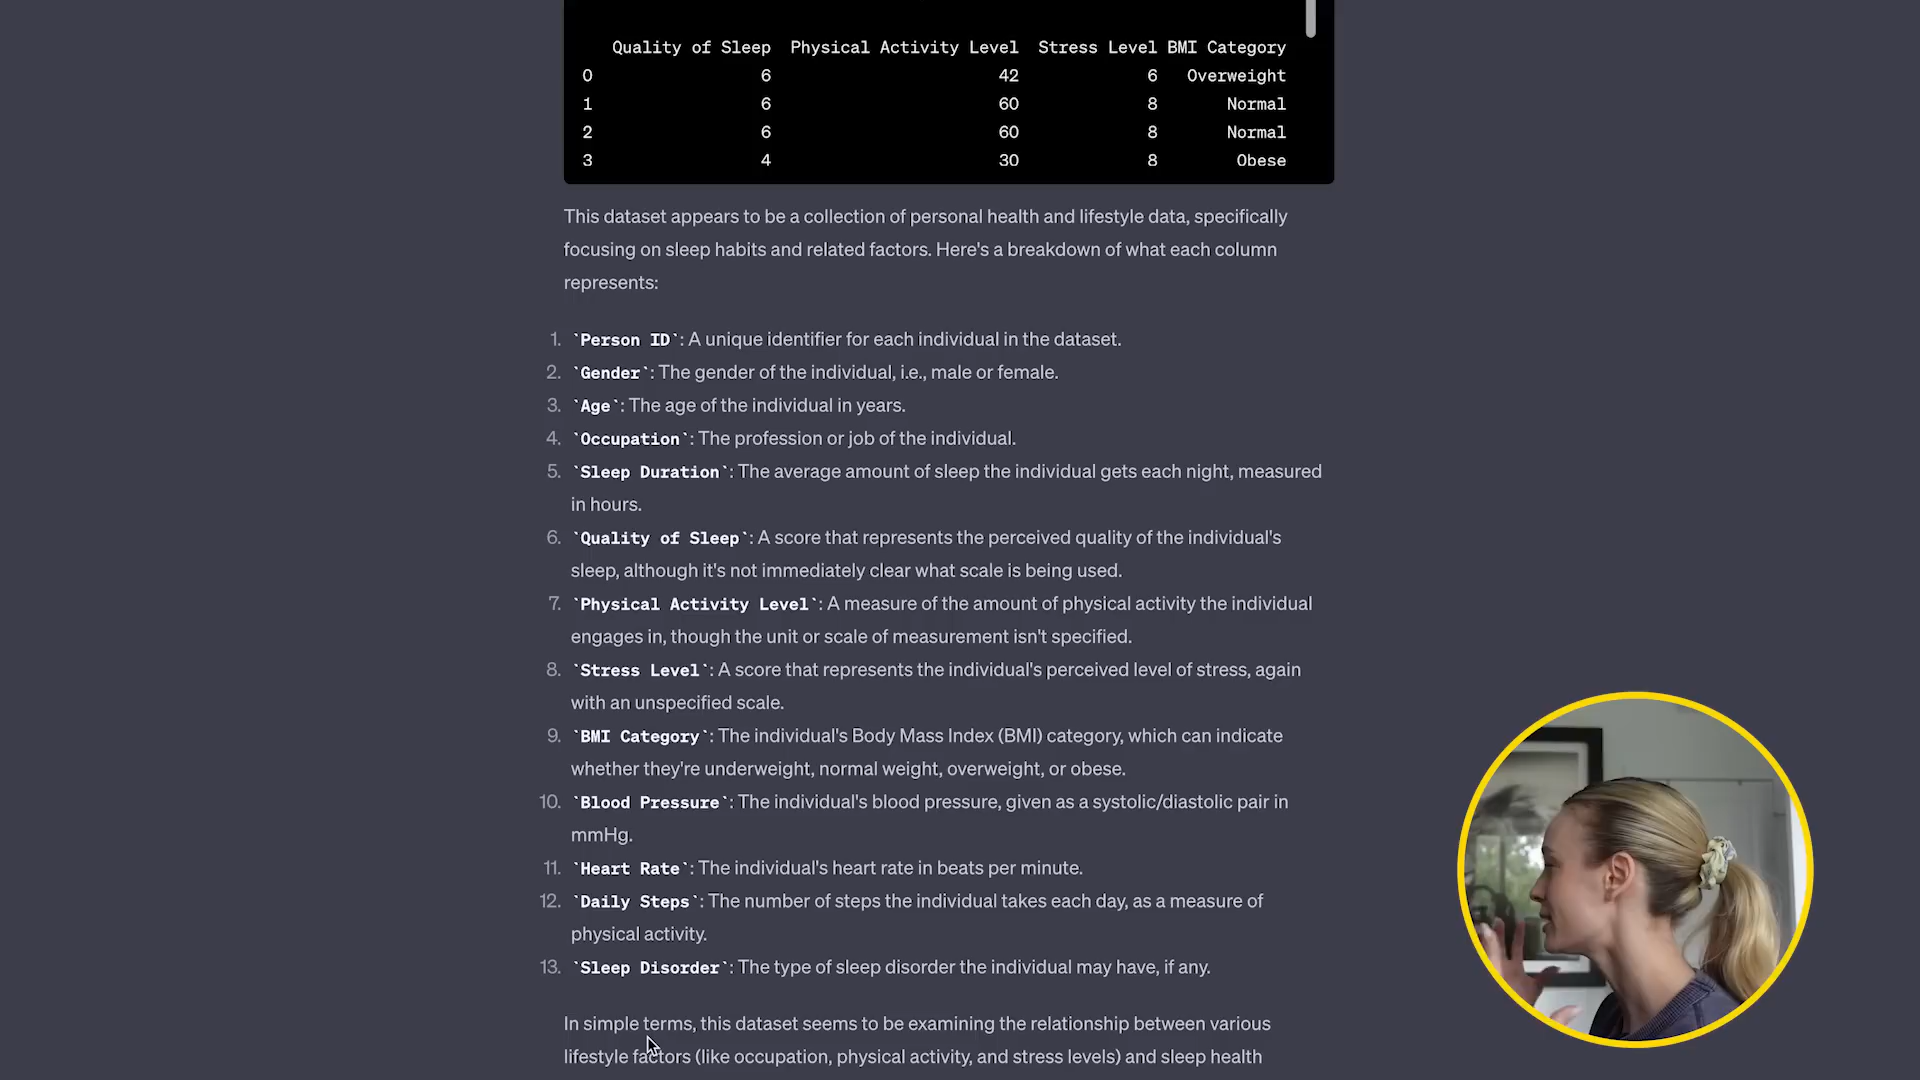 Quality of Sleep  Physical Activity Level  Stress Level BMI Category
0  6  42  6  Overweight
1  6  60  8  Normal
2  6  60  8  Normal
3  4  30  8  Obese
This dataset appears to be a collection of personal health and lifestyle data, specifically
focusing on sleep habits and related factors. Here's a breakdown of what each column
represents:
1. `Person ID`: A unique identifier for each individual in the dataset.
2. `Gender`: The gender of the individual, i.e., male or female.
3. `Age`: The age of the individual in years.
4. `Occupation`: The profession or job of the individual.
5. `Sleep Duration`: The average amount of sleep the individual gets each night, measured
in hours.
6. `Quality of Sleep`: A score that represents the perceived quality of the individual's
sleep, although it's not immediately clear what scale is being used.
7. `Physical Activity Level`: A measure of the amount of physical activity the individual
engages in, though the unit or scale of measurement isn't specified.
8. `Stress Level`: A score that represents the individual's perceived level of stress, again
with an unspecified scale.
9. `BMI Category`: The individual's Body Mass Index (BMI) category, which can indicate
whether they're underweight, normal weight, overweight, or obese.
10. `Blood Pressure`: The individual's blood pressure, given as a systolic/diastolic pair in
mmHg.
11. `Heart Rate`: The individual's heart rate in beats per minute.
12. `Daily Steps`: The number of steps the individual takes each day, as a measure of
physical activity.
13. `Sleep Disorder`: The type of sleep disorder the individual may have, if any.
In simple terms, this dataset seems to be examining the relationship between various
lifestyle factors (like occupation, physical activity, and stress levels) and sleep health